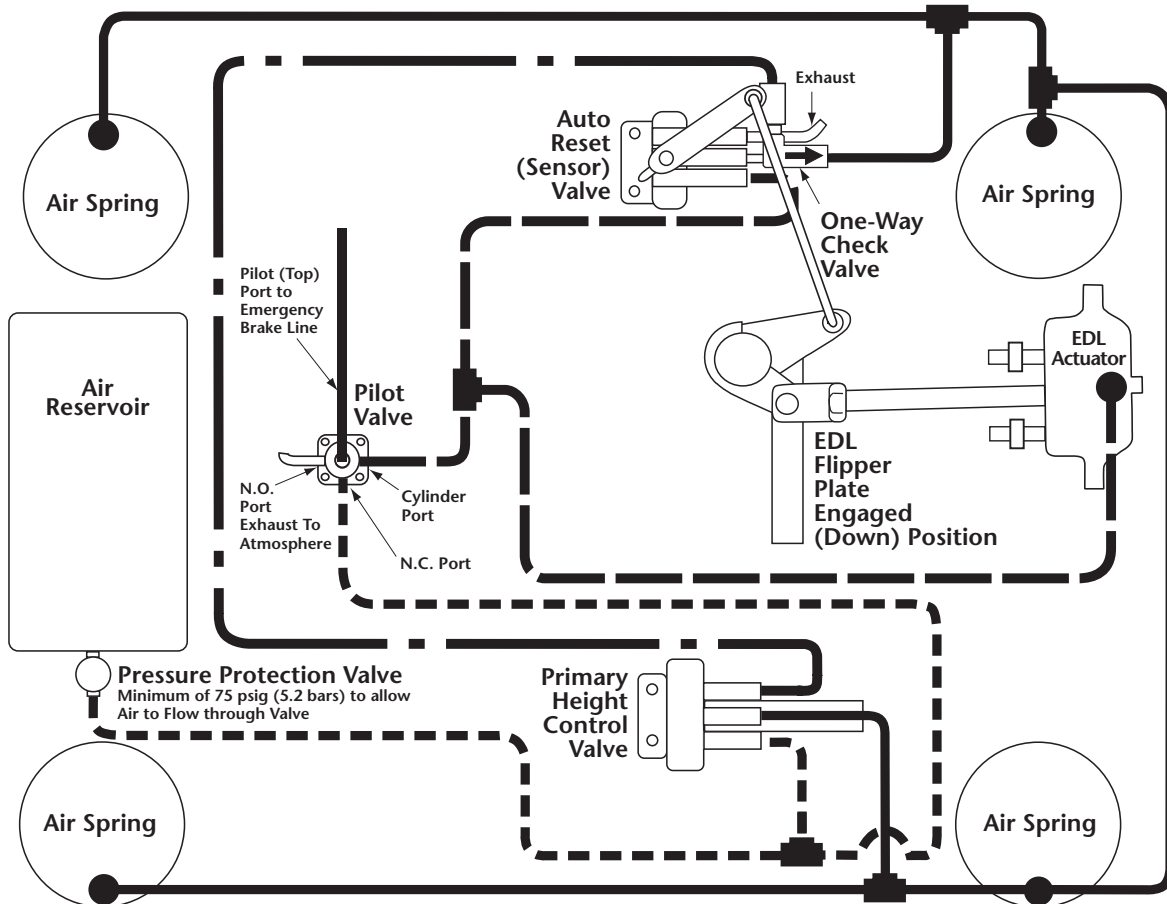 Exhaust
Auto
Reset
(Sensor)
Valve
Air Spring
Air Spring
One-Way
Check
Valve
Pilot (Top)
Port to
Emergency
Brake Line
Air
Reservoir
Pilot
Valve
EDL
Actuator
EDL
Flipper
Plate
Engaged
(Down) Position
N.O.
Port
Exhaust To
Atmosphere
Cylinder
Port
N.C. Port
Pressure Protection Valve
Minimum of 75 psig (5.2 bars) to allow
Air to Flow through Valve
Primary
Height
Control
Valve
Air Spring
Air Spring